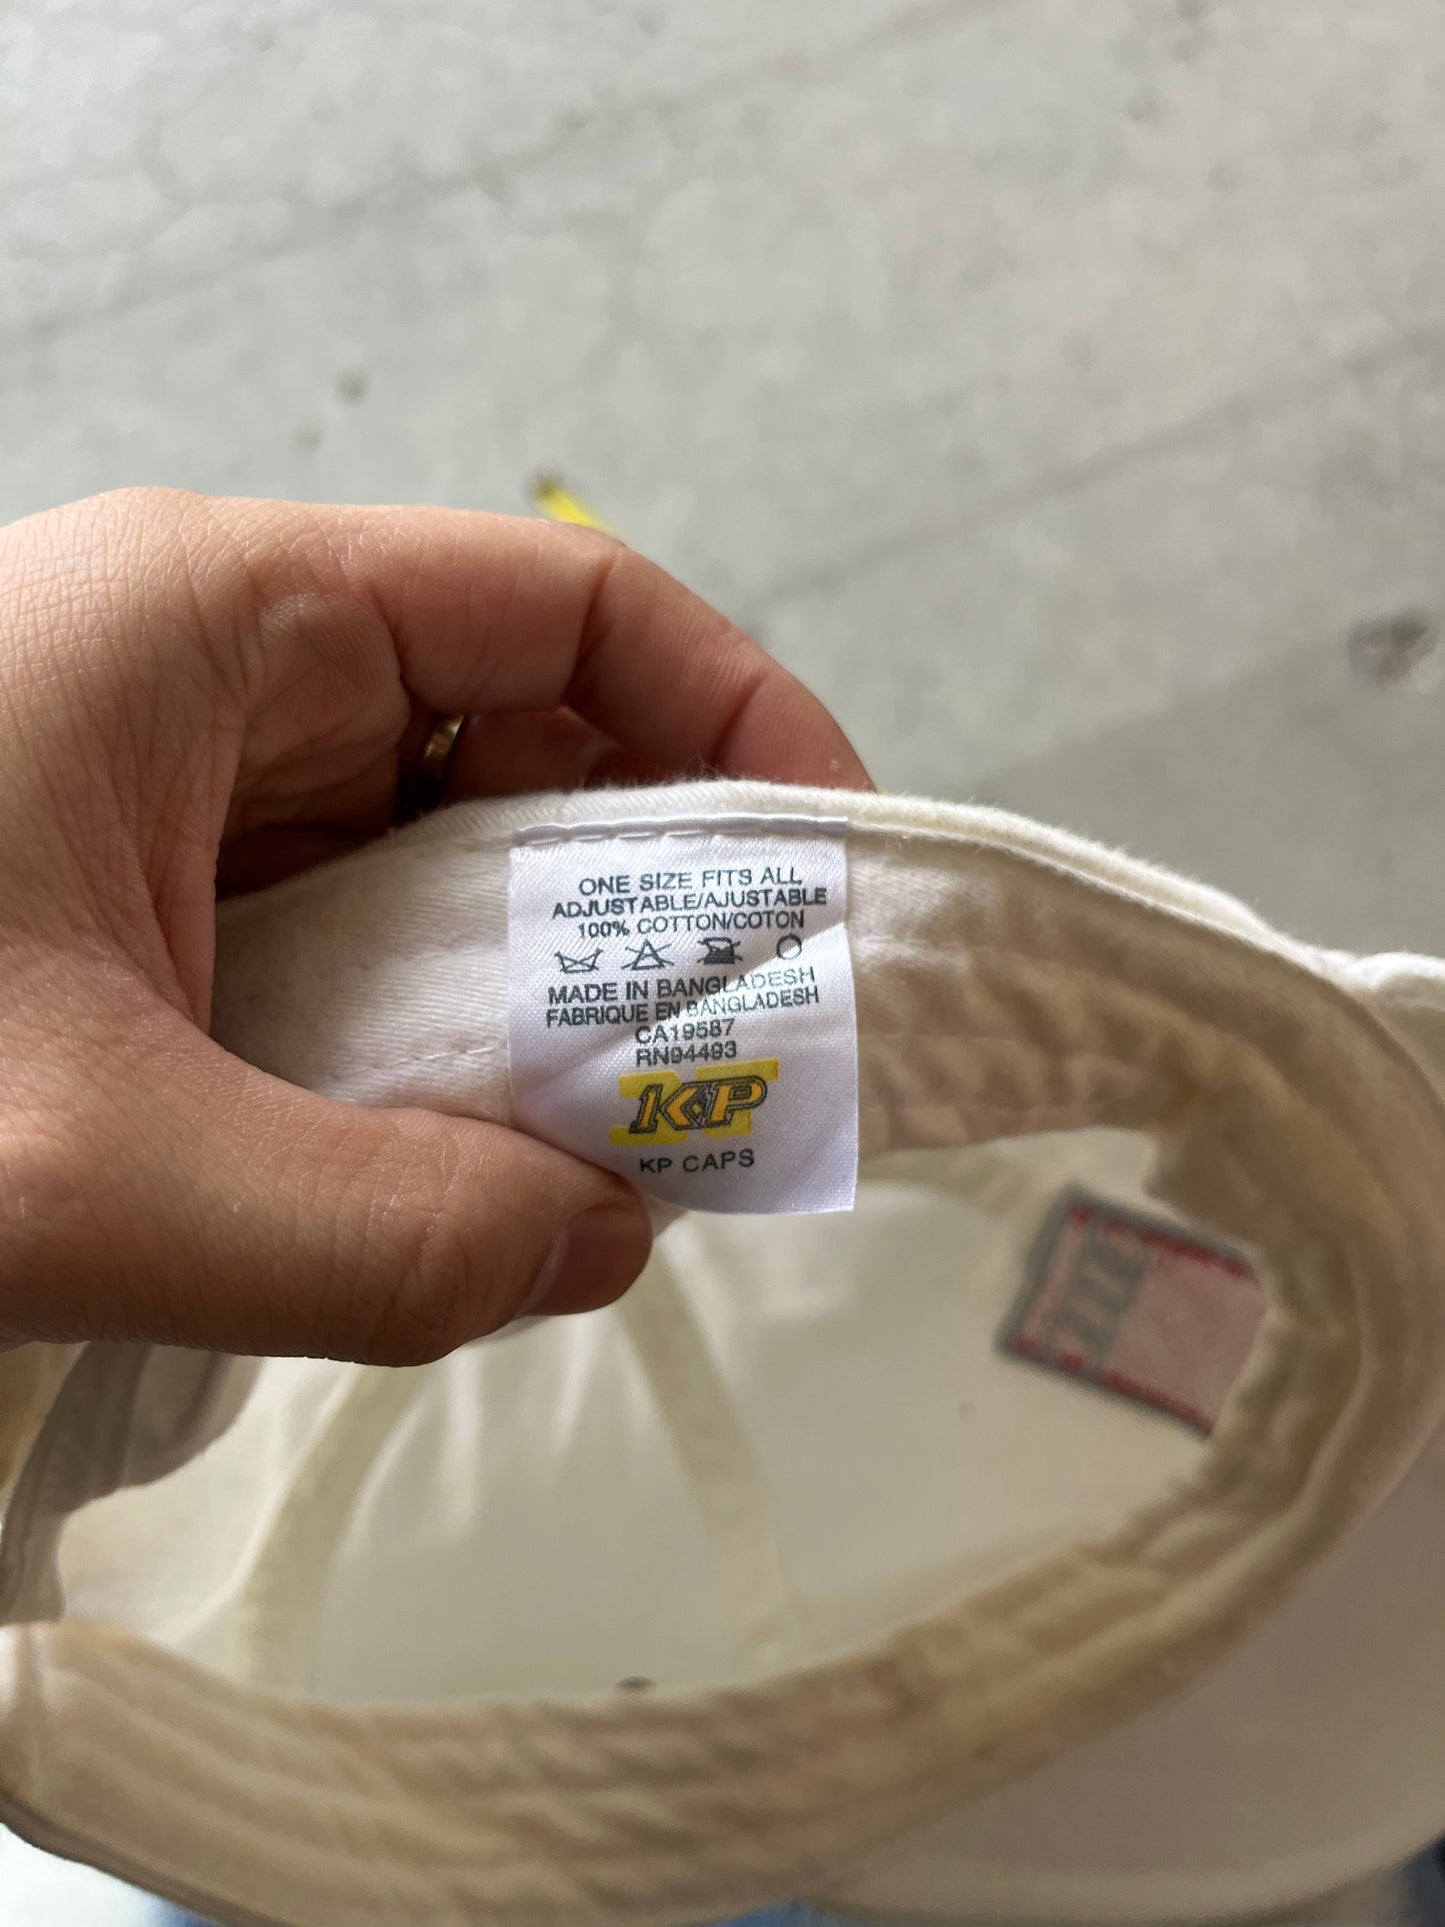 ONE SIZE FITS ALL
ADJUSTABLE/AJUSTABLE
100% COTTON/COTON
MADE IN BANGLADESH
FABRIQUE EN BANGLADESH
CA19587
RN94493
KP
KP CAPS